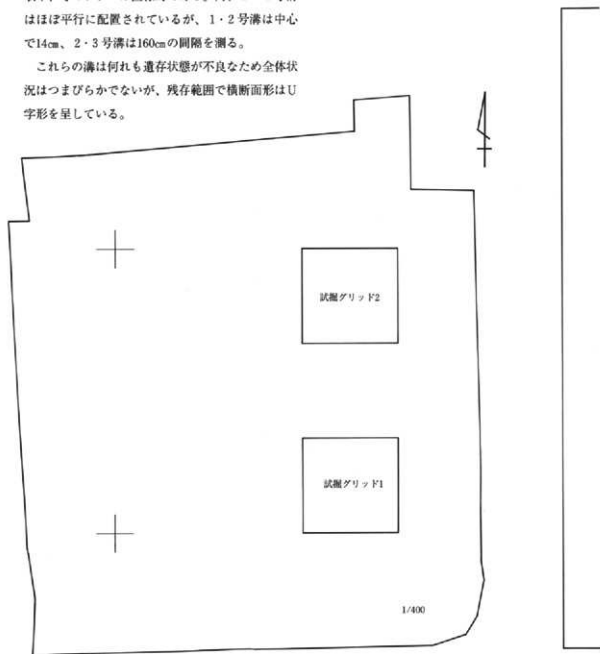 はほぼ平行に配置されているが、1・2号溝は中心
で14㎝、2・3号溝は160㎝の間隔を測る。
これらの溝は何れも遺存状態が不良なため全体状
況はつまびらかでないが、残存範囲で横断面形はU
字形を呈している。
試掘グリッド2
試掘グリッド1
1/400